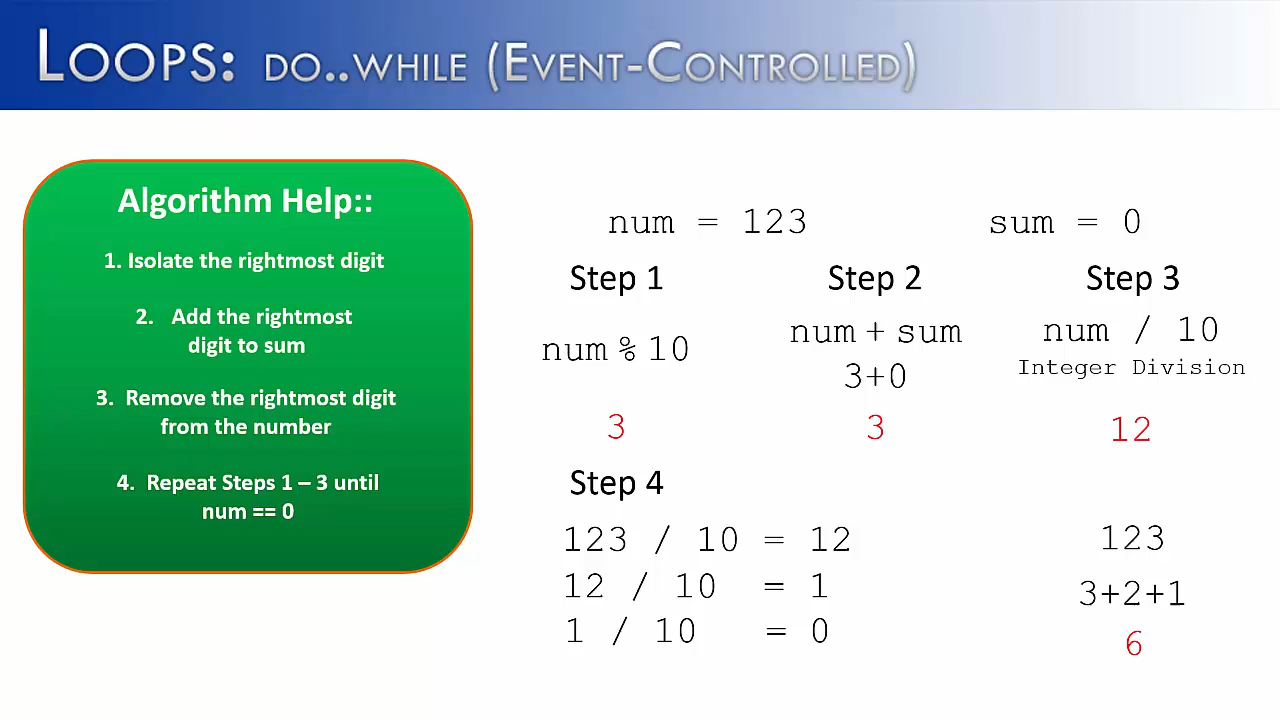 LOOPS: DO..WHILE (EVENT-CONTROLLED)
Algorithm Help::
1. Isolate the rightmost digit
2. Add the rightmost
digit to sum
3. Remove the rightmost digit
from the number
4. Repeat Steps 1 – 3 until
num == 0
num = 123
sum = 0
Step 1
num % 10
3
Step 2
num + sum
3+0
3
Step 3
num / 10
Integer Division
12
Step 4
123 / 10 = 12
12 / 10 = 1
1 / 10 = 0
123
3+2+1
6